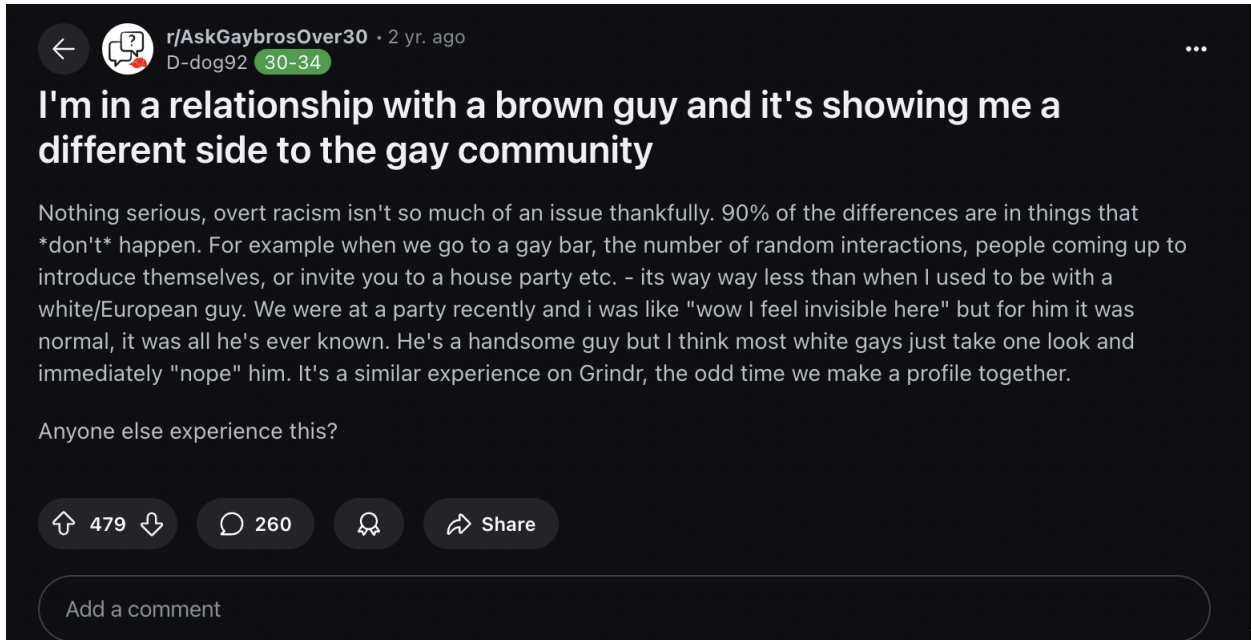 r/AskGaybrosOver30 • 2 yr. ago
D-dog92 30-34
I'm in a relationship with a brown guy and it's showing me a
different side to the gay community
Nothing serious, overt racism isn't so much of an issue thankfully. 90% of the differences are in things that
*don't* happen. For example when we go to a gay bar, the number of random interactions, people coming up to
introduce themselves, or invite you to a house party etc. - its way way less than when I used to be with a
white/European guy. We were at a party recently and i was like "wow I feel invisible here" but for him it was
normal, it was all he's ever known. He's a handsome guy but I think most white gays just take one look and
immediately "nope" him. It's a similar experience on Grindr, the odd time we make a profile together.
Anyone else experience this?
479 260 Share
Add a comment